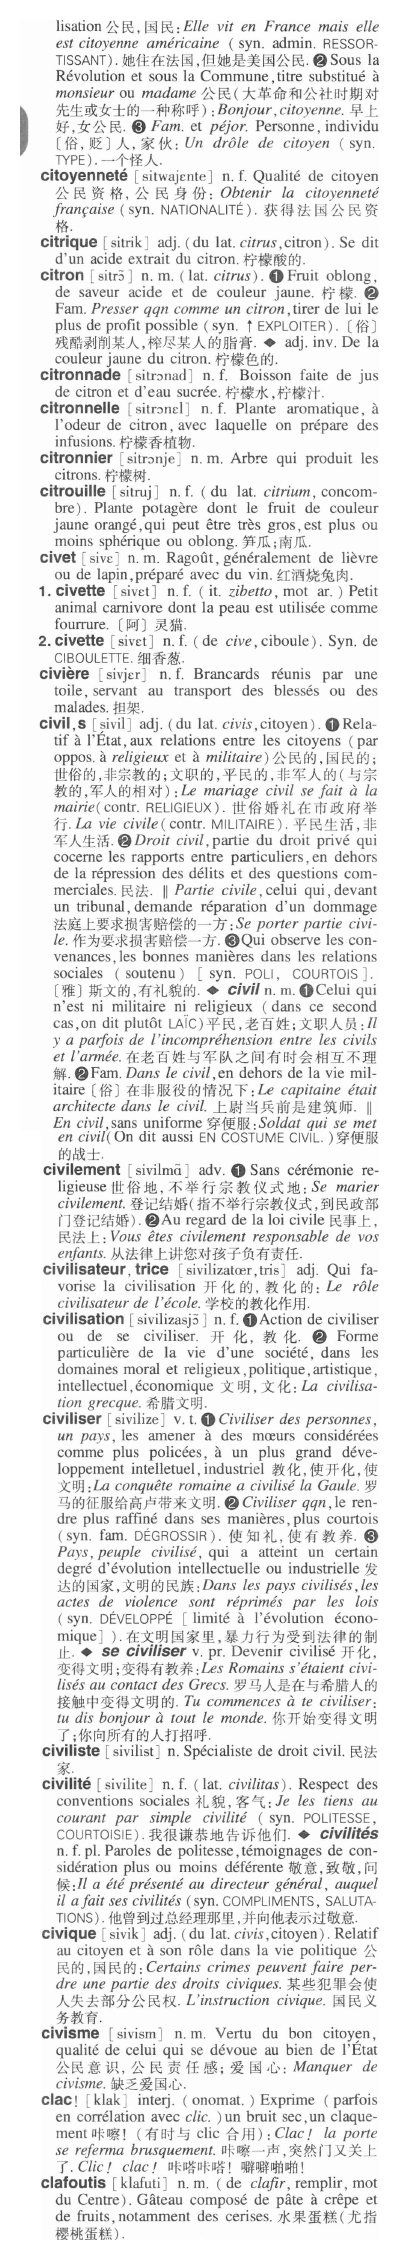 lisation 公民,国民:Elle vit en France mais elle
est citoyenne américaine (syn. admin. RESSOR-
TISSANT). 她住在法国,但她是美国公民. ❷ Sous la
Révolution et sous la Commune,titre substitué à
monsieur ou madame 公民(大革命和公社时期对
先生或女士的一种称呼):Bonjour,citoyenne. 早上
好,女公民. ❸ Fam. et péjor. Personne, individu
〔俗,贬〕人,家伙: Un drôle de citoyen (syn.
TYPE). 一个怪人.
citoyenneté [sitwajɛnte] n. f. Qualité de citoyen
公民资格,公民身份: Obtenir la citoyenneté
française (syn. NATIONALITÉ). 获得法国公民资
格.
citrique [sitrik] adj. (du lat. citrus,citron). Se dit
d'un acide extrait du citron. 柠檬酸的.
citron [sitrɔ̃] n. m. (lat. citrus). ❶ Fruit oblong,
de saveur acide et de couleur jaune. 柠檬. ❷
Fam. Presser qqn comme un citron,tirer de lui le
plus de profit possible (syn. ↑ EXPLOITER). 〔俗〕
残酷剥削某人,榨尽某人的脂膏. ◆ adj. inv. De la
couleur jaune du citron. 柠檬色的.
citronnade [sitrɔnad] n. f. Boisson faite de jus
de citron et d'eau sucrée. 柠檬水,柠檬汁.
citronnelle [sitrɔnɛl] n. f. Plante aromatique, à
l'odeur de citron, avec laquelle on prépare des
infusions. 柠檬香植物.
citronnier [sitrɔnje] n. m. Arbre qui produit les
citrons. 柠檬树.
citrouille [sitruj] n. f. (du lat. citrium, concom-
bre). Plante potagère dont le fruit de couleur
jaune orangé,qui peut être très gros,est plus ou
moins sphérique ou oblong. 笋瓜;南瓜.
civet [sivɛ] n. m. Ragoût, généralement de lièvre
ou de lapin,préparé avec du vin. 红酒烧兔肉.
1. civette [sivɛt] n. f. (it. zibetto, mot ar.) Petit
animal carnivore dont la peau est utilisée comme
fourrure. 〔阿〕灵猫.
2. civette [sivɛt] n. f. (de cive,ciboule). Syn. de
CIBOULETTE. 细香葱.
civière [sivjɛr] n. f. Brancards réunis par une
toile, servant au transport des blessés ou des
malades. 担架.
civil,s [sivil] adj. (du lat. civis,citoyen). ❶ Rela-
tif à l'État,aux relations entre les citoyens (par
oppos. à religieux et à militaire)公民的,国民的;
世俗的,非宗教的;文职的,平民的,非军人的(与宗
教的,军人的相对):Le mariage civil se fait à la
mairie(contr. RELIGIEUX). 世俗婚礼在市政府举
行. La vie civile(contr. MILITAIRE). 平民生活,非
军人生活. ❷ Droit civil,partie du droit privé qui
cocerne les rapports entre particuliers,en dehors
de la répression des délits et des questions com-
merciales. 民法. ‖ Partie civile,celui qui,devant
un tribunal, demande réparation d'un dommage
法庭上要求损害赔偿的一方:Se porter partie civi-
le. 作为要求损害赔偿一方. ❸Qui observe les con-
venances,les bonnes manières dans les relations
sociales (soutenu) [syn. POLI, COURTOIS].
〔雅〕斯文的,有礼貌的. ◆ civil n. m. ❶Celui qui
n'est ni militaire ni religieux (dans ce second
cas,on dit plutôt LAÏC)平民,老百姓;文职人员:Il
y a parfois de l'incompréhension entre les civils
et l'armée. 在老百姓与军队之间有时会相互不理
解. ❷Fam. Dans le civil,en dehors de la vie mil-
itaire〔俗〕在非服役的情况下:Le capitaine était
architecte dans le civil. 上尉当兵前是建筑师. ‖
En civil,sans uniforme 穿便服:Soldat qui se met
en civil(On dit aussi EN COSTUME CIVIL.)穿便服
的战士.
civilement [sivilmɑ̃] adv. ❶ Sans cérémonie re-
ligieuse 世俗地,不举行宗教仪式地: Se marier
civilement. 登记结婚(指不举行宗教仪式,到民政部
门登记结婚). ❷Au regard de la loi civile 民事上,
民法上:Vous êtes civilement responsable de vos
enfants. 从法律上讲您对孩子负有责任.
civilisateur, trice [sivilizatœr,tris] adj. Qui fa-
vorise la civilisation 开化的,教化的: Le rôle
civilisateur de l'école. 学校的教化作用.
civilisation [sivilizasjɔ̃] n. f. ❶Action de civiliser
ou de se civiliser. 开化,教化. ❷ Forme
particulière de la vie d'une société, dans les
domaines moral et religieux,politique,artistique,
intellectuel,économique 文明,文化: La civilisa-
tion grecque. 希腊文明.
civiliser [sivilize] v. t. ❶ Civiliser des personnes,
un pays, les amener à des mœurs considérées
comme plus policées, à un plus grand déve-
loppement intelletuel, industriel 教化,使开化,使
文明:La conquête romaine a civilisé la Gaule. 罗
马的征服给高卢带来文明. ❷ Civiliser qqn,le ren-
dre plus raffiné dans ses manières,plus courtois
(syn. fam. DÉGROSSIR). 使知礼,使有教养. ❸
Pays, peuple civilisé, qui a atteint un certain
degré d'évolution intellectuelle ou industrielle 发
达的国家,文明的民族:Dans les pays civilisés,les
actes de violence sont réprimés par les lois
(syn. DÉVELOPPÉ [limité à l'évolution écono-
mique]). 在文明国家里,暴力行为受到法律的制
止. ◆ se civiliser v. pr. Devenir civilisé 开化,
变得文明;变得有教养:Les Romains s'étaient civi-
lisés au contact des Grecs. 罗马人是在与希腊人的
接触中变得文明的. Tu commences à te civiliser:
tu dis bonjour à tout le monde. 你开始变得文明
了;你向所有的人打招呼.
civiliste [sivilist] n. Spécialiste de droit civil. 民法
家.
civilité [sivilite] n. f. (lat. civilitas). Respect des
conventions sociales 礼貌,客气:Je les tiens au
courant par simple civilité (syn. POLITESSE,
COURTOISIE). 我很谦恭地告诉他们. ◆ civilités
n. f. pl. Paroles de politesse,témoignages de con-
sidération plus ou moins déférente 敬意,致敬,问
候:Il a été présenté au directeur général, auquel
il a fait ses civilités (syn. COMPLIMENTS, SALUTA-
TIONS). 他曾到过总经理那里,并向他表示过敬意.
civique [sivik] adj. (du lat. civis,citoyen). Relatif
au citoyen et à son rôle dans la vie politique 公
民的,国民的: Certains crimes peuvent faire per-
dre une partie des droits civiques. 某些犯罪会使
人失去部分公民权. L'instruction civique. 国民义
务教育.
civisme [sivism] n. m. Vertu du bon citoyen,
qualité de celui qui se dévoue au bien de l'État
公民意识,公民责任感;爱国心: Manquer de
civisme. 缺乏爱国心.
clac! [klak] interj. (onomat.) Exprime (parfois
en corrélation avec clic.) un bruit sec,un claque-
ment 咔嚓! (有时与 clic 合用): Clac! la porte
se referma brusquement. 咔嚓一声,突然门又关上
了. Clic! clac! 咔嗒咔嗒! 噼噼啪啪!
clafoutis [klafuti] n. m. (de clafir, remplir, mot
du Centre). Gâteau composé de pâte à crêpe et
de fruits,notamment des cerises. 水果蛋糕(尤指
樱桃蛋糕).